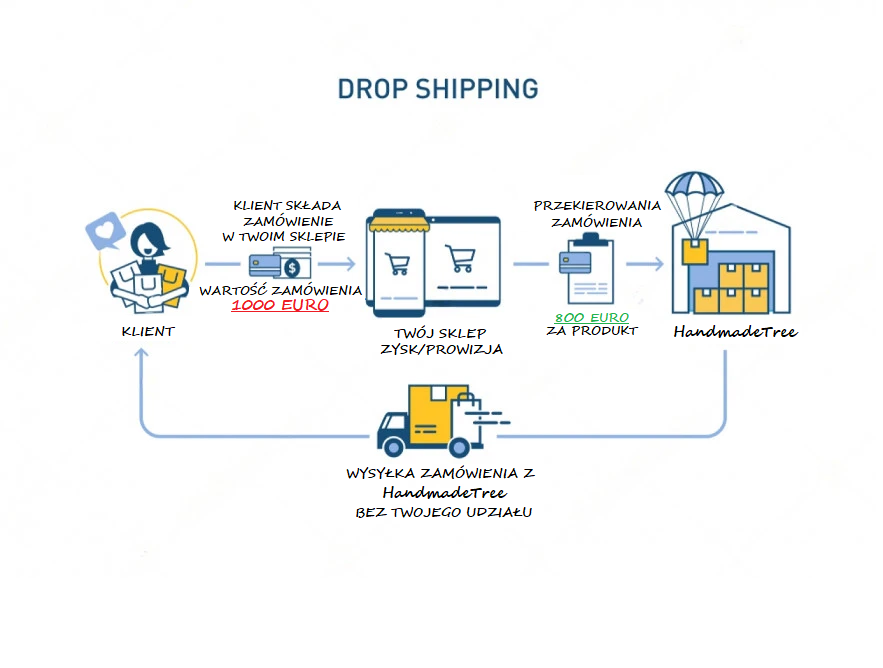 DROP SHIPPING
KLIENT SKŁADA
ZAMÓWIENIE
W TWOIM SKLEPIE
WARTOŚĆ ZAMÓWIENIA
1000 EURO
KLIENT
TWÓJ SKLEP
ZYSK/PROWIZJA
PRZEKIEROWANIA
ZAMÓWIENIA
800 EURO
ZA PRODUKT
HandmadeTree
WYSYŁKA ZAMÓWIENIA Z
HandmadeTree
BEZ TWOJEGO UDZIAŁU